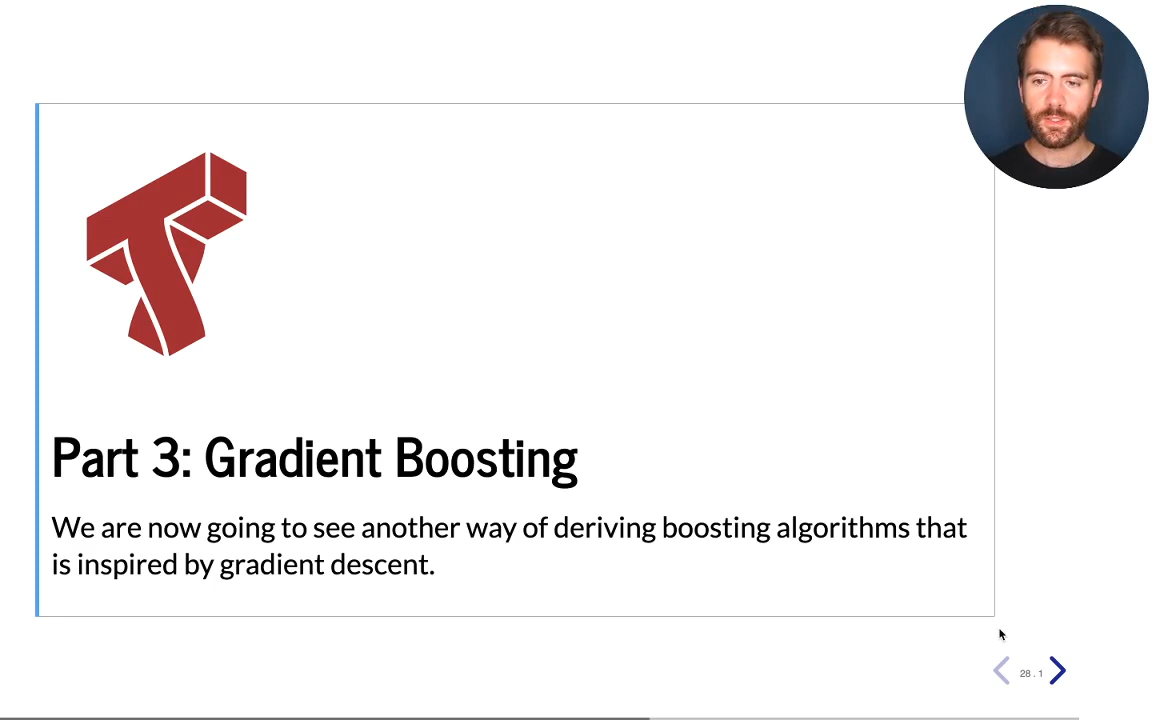 Part 3: Gradient Boosting
We are now going to see another way of deriving boosting algorithms that
is inspired by gradient descent.
28 . 1